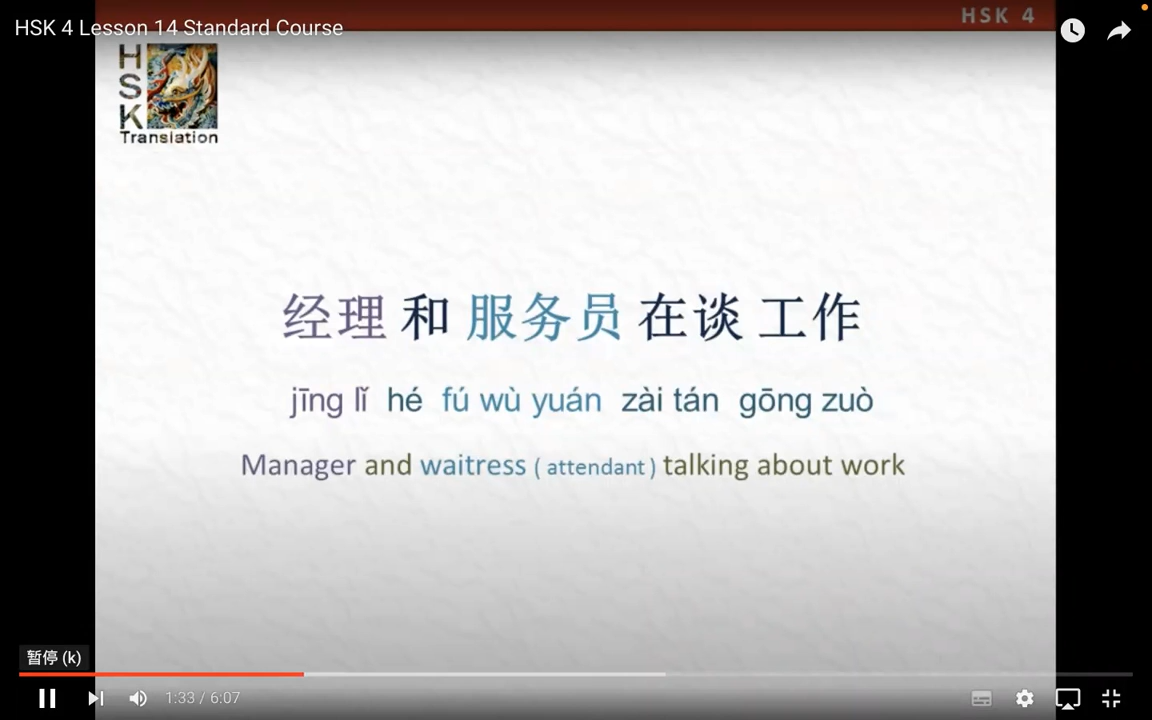 HSK 4 Lesson 14 Standard Course
HSK 4
H
S
K
Translation
经理 和 服务员 在谈 工作
jīng lǐ hé fú wù yuán zài tán gōng zuò
Manager and waitress ( attendant ) talking about work
暂停 (k)
1:33 / 6:07